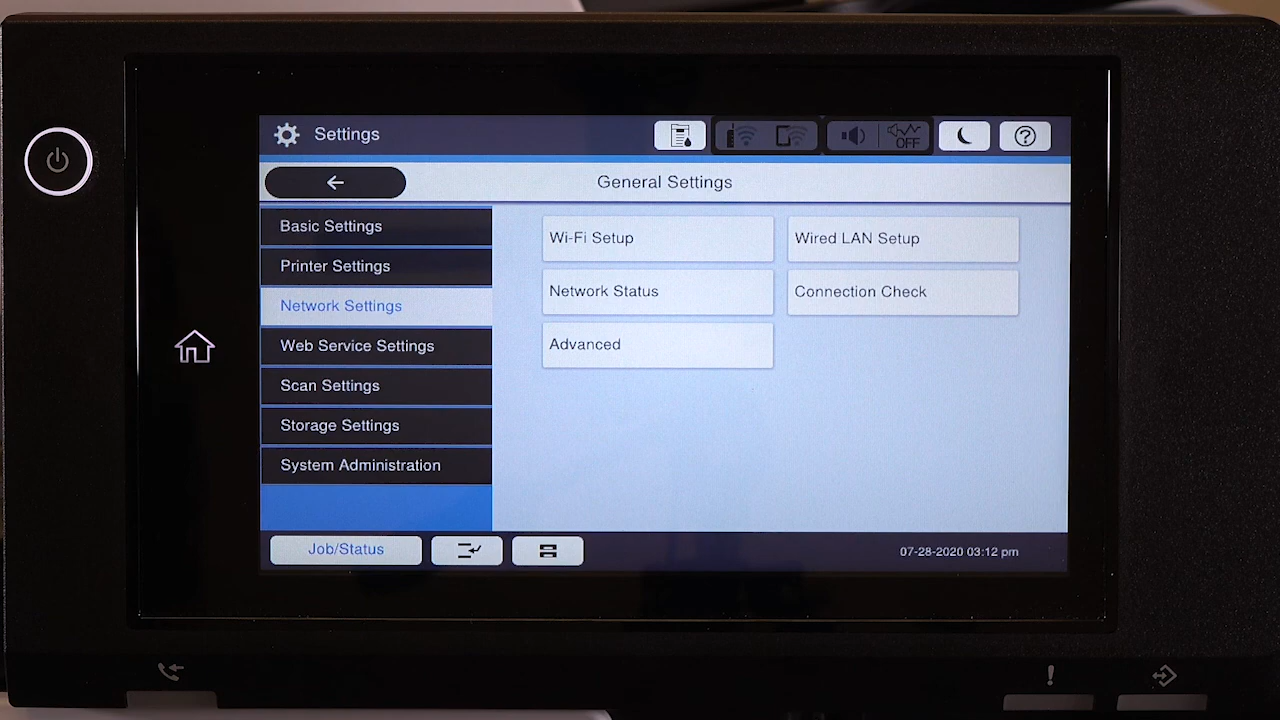 Settings
OFF
General Settings
Basic Settings
Printer Settings
Network Settings
Web Service Settings
Scan Settings
Storage Settings
System Administration
Wi-Fi Setup
Wired LAN Setup
Network Status
Connection Check
Advanced
Job/Status
07-28-2020 03:12 pm